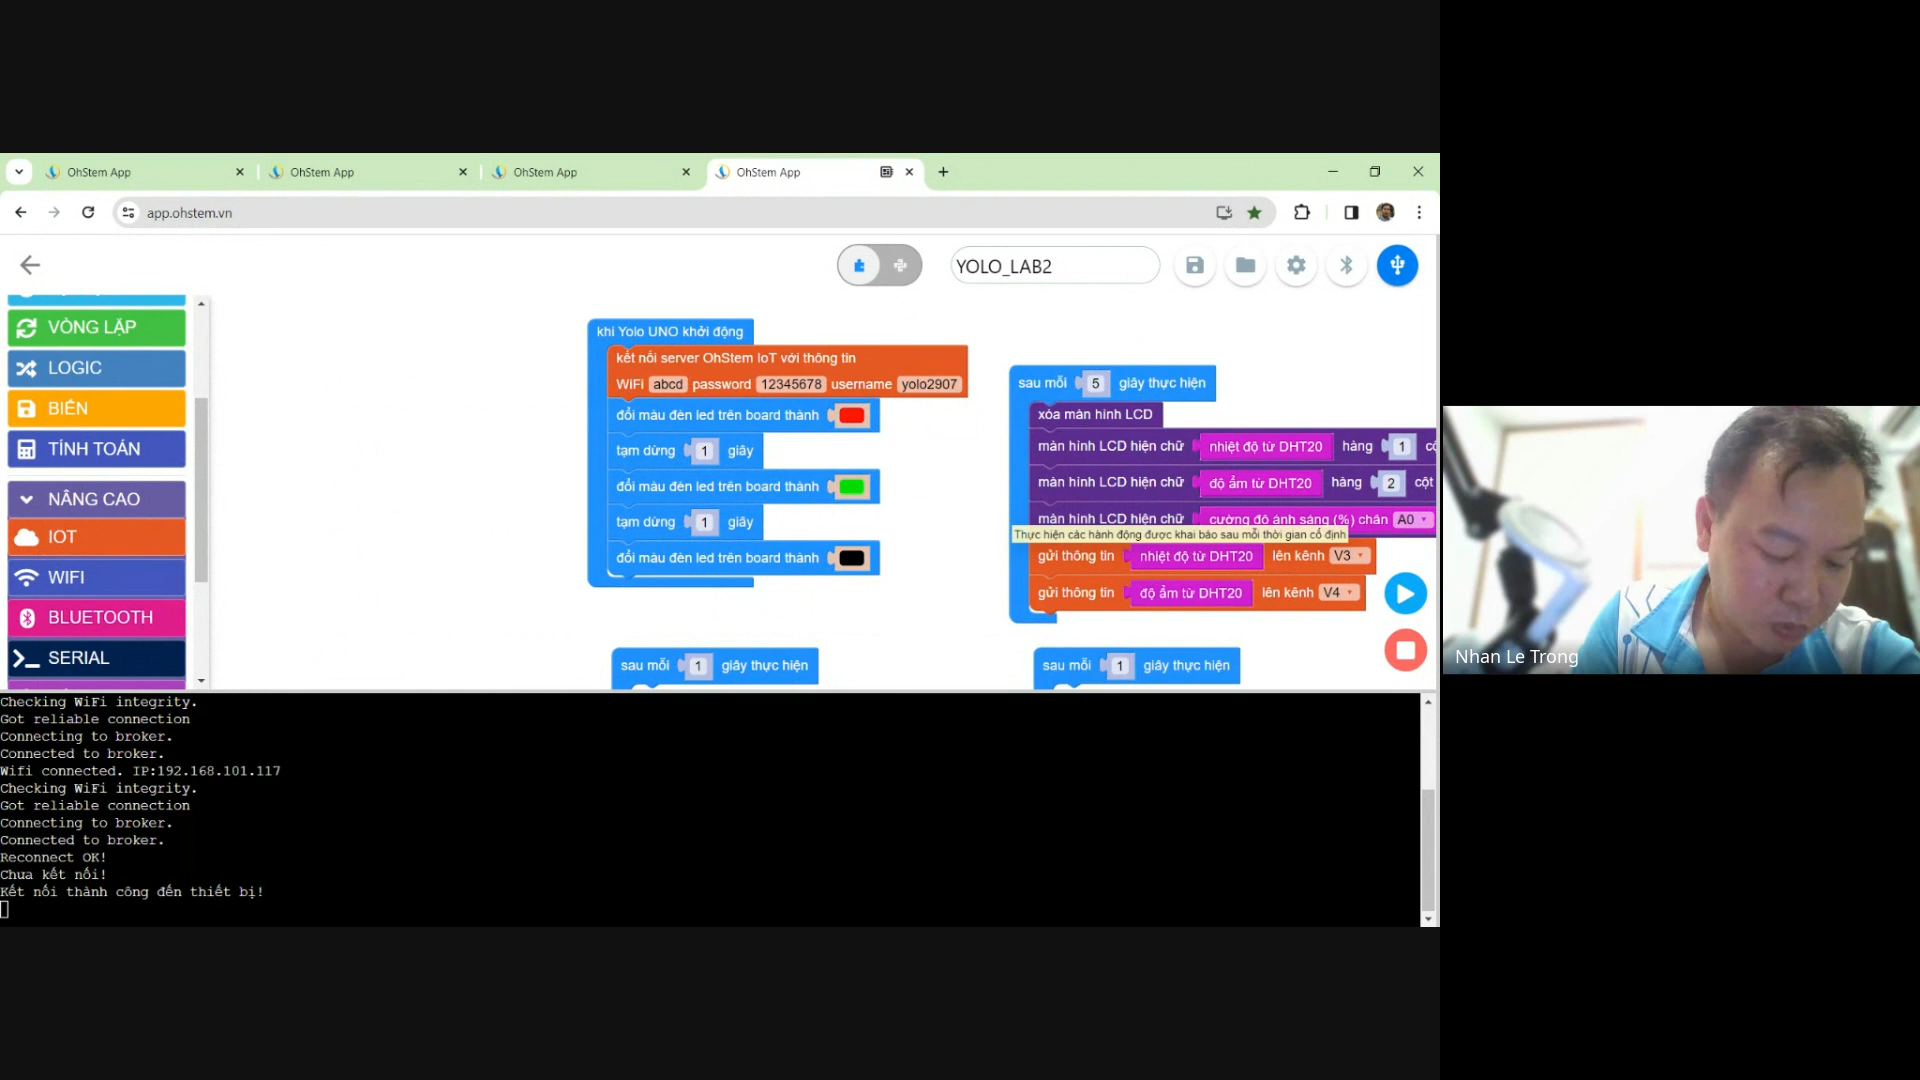 OhStem App
OhStem App
OhStem App
OhStem App
app.ohstem.vn
YOLO_LAB2
VÒNG LẶP
LOGIC
BIẾN
TÍNH TOÁN
NÂNG CAO
IOT
WIFI
BLUETOOTH
SERIAL
khi Yolo UNO khởi động
kết nối server OhStem IoT với thông tin
WiFi abcd password 12345678 username yolo2907
đổi màu đèn led trên board thành
tạm dừng 1 giây
đổi màu đèn led trên board thành
tạm dừng 1 giây
đổi màu đèn led trên board thành
sau mỗi 5 giây thực hiện
xóa màn hình LCD
màn hình LCD hiện chữ nhiệt độ từ DHT20 hàng 1
màn hình LCD hiện chữ độ ẩm từ DHT20 hàng 2 cột
màn hình LCD hiện chữ cường độ ánh sáng (%) chân A0
Thực hiện các hành động được khai báo sau mỗi thời gian cố định
gửi thông tin nhiệt độ từ DHT20 lên kênh V3
gửi thông tin độ ẩm từ DHT20 lên kênh V4
sau mỗi 1 giây thực hiện
sau mỗi 1 giây thực hiện
Checking WiFi integrity.
Got reliable connection
Connecting to broker.
Connected to broker.
Wifi connected. IP:192.168.101.117
Checking WiFi integrity.
Got reliable connection
Connecting to broker.
Connected to broker.
Reconnect OK!
Chưa kết nối!
Kết nối thành công đến thiết bị!
Nhan Le Trong